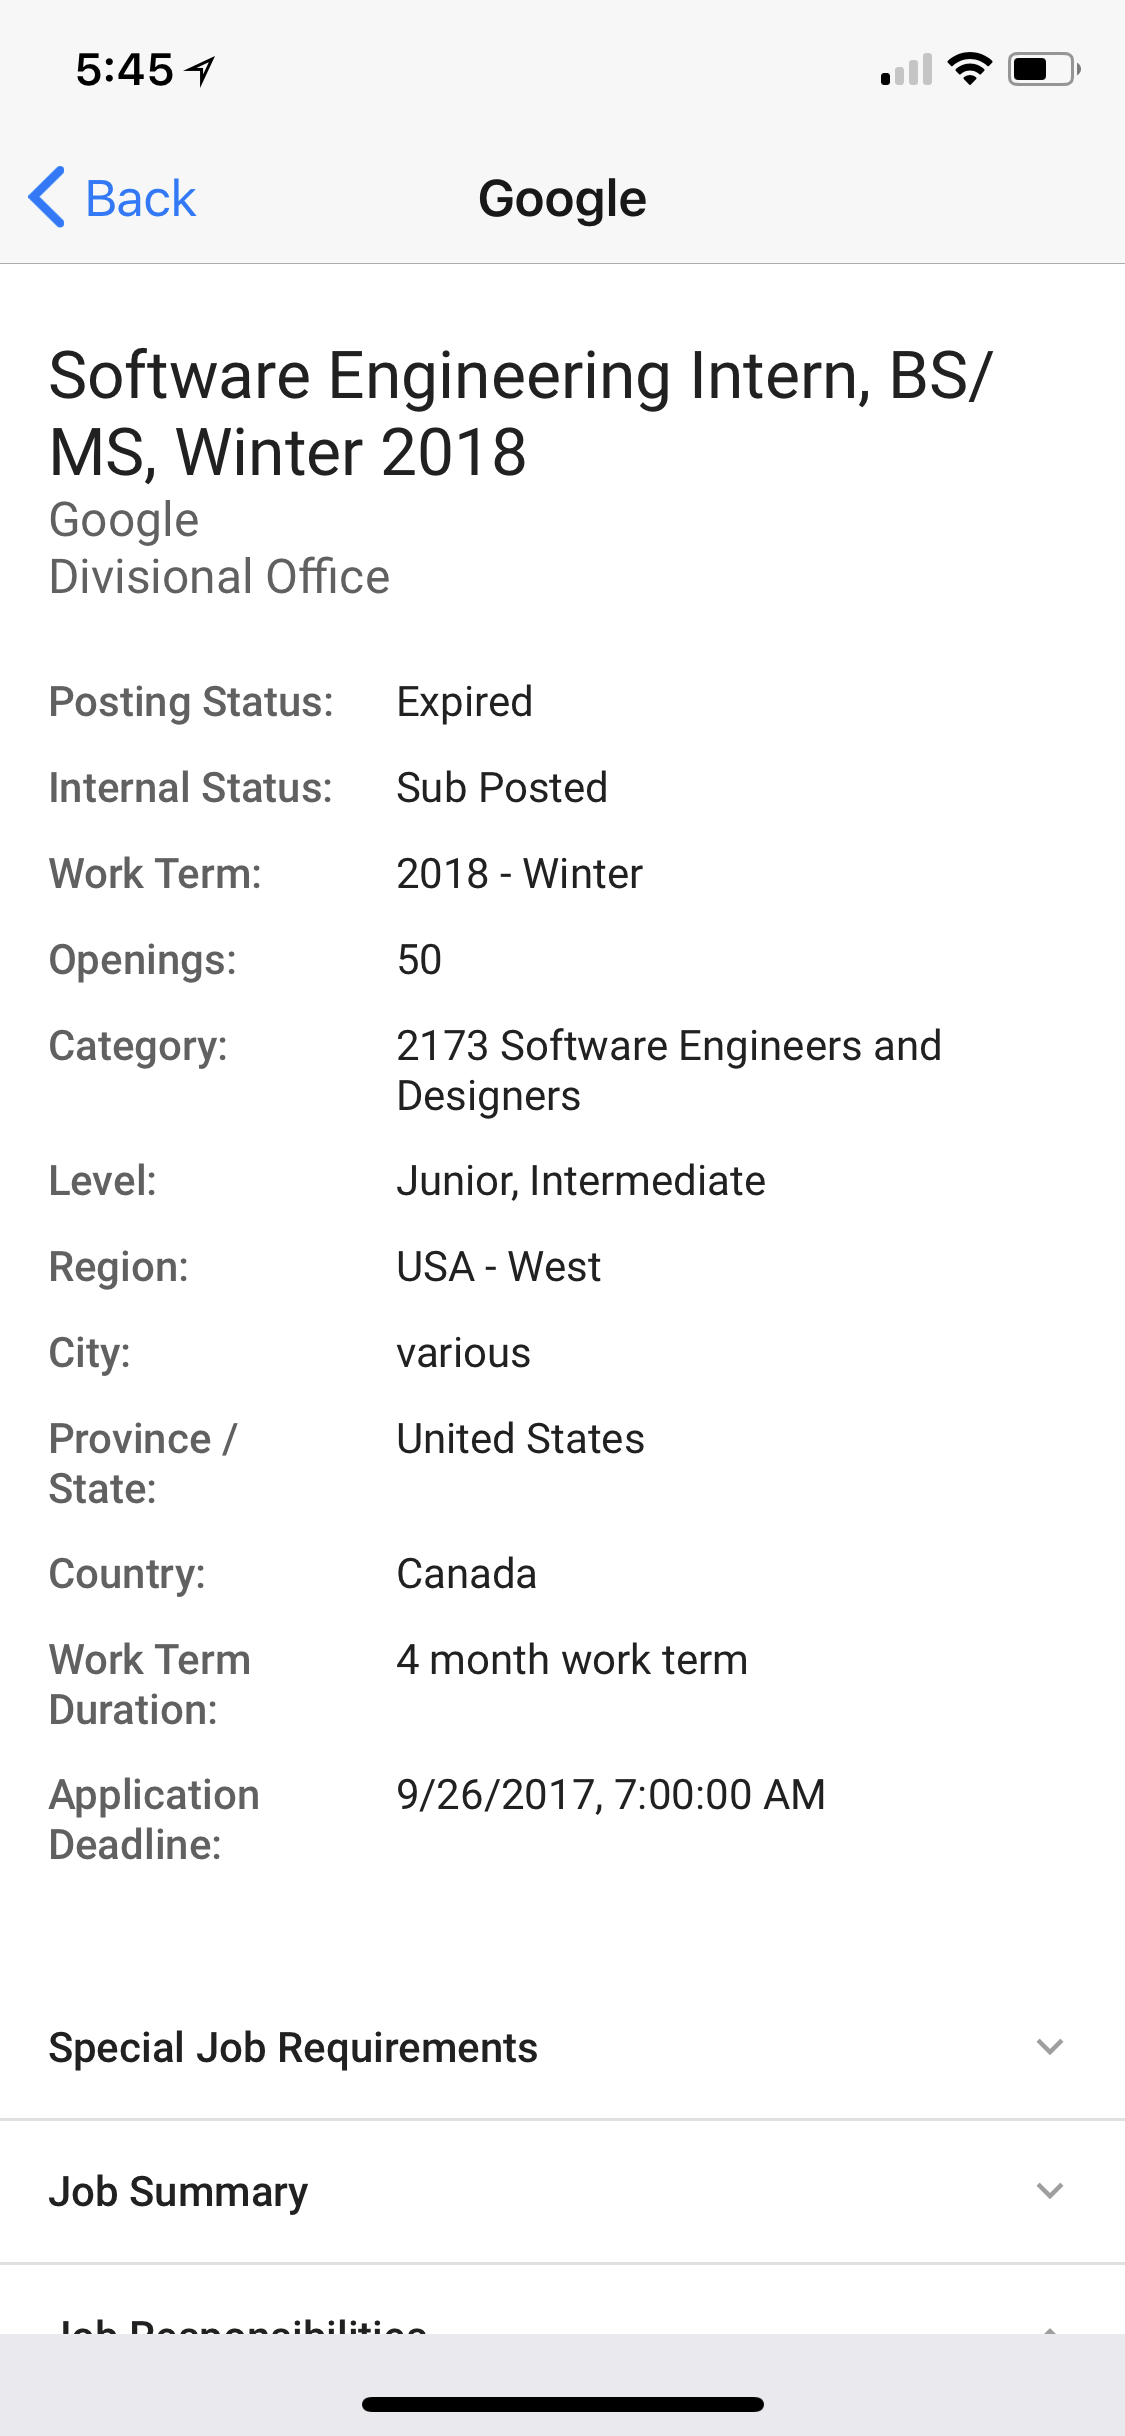 5:45
Back
Google
Software Engineering Intern, BS/
MS, Winter 2018
Google
Divisional Office
Posting Status: Expired
Internal Status: Sub Posted
Work Term: 2018 - Winter
Openings: 50
Category: 2173 Software Engineers and
Designers
Level: Junior, Intermediate
Region: USA - West
City: various
Province / United States
State:
Country: Canada
Work Term 4 month work term
Duration:
Application 9/26/2017, 7:00:00 AM
Deadline:
Special Job Requirements
Job Summary
Job Responsibilities